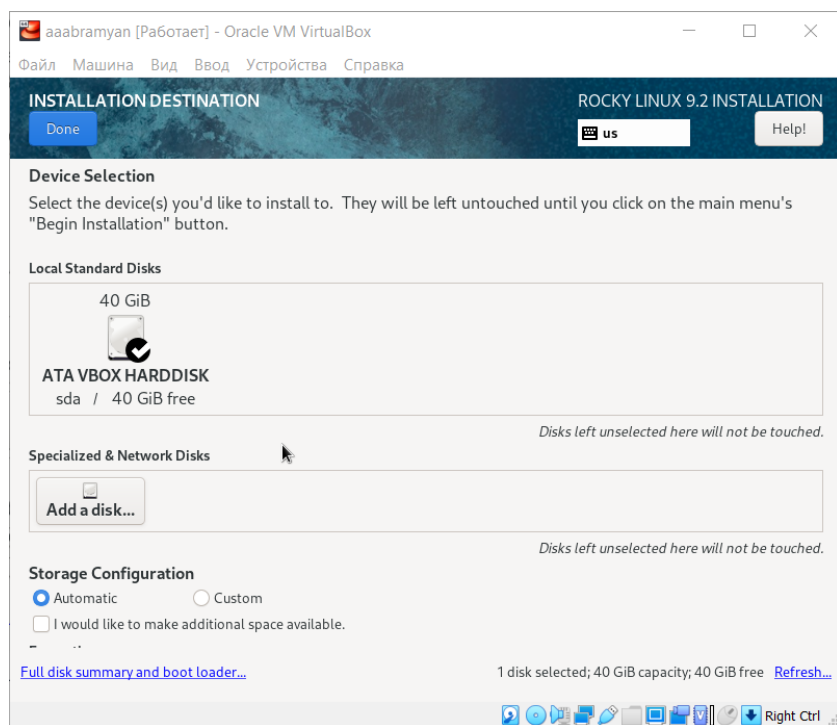 aaabramyan [Работает] - Oracle VM VirtualBox
Файл Машина Вид Ввод Устройства Справка
INSTALLATION DESTINATION
ROCKY LINUX 9.2 INSTALLATION
Done
us
Help!
Device Selection
Select the device(s) you'd like to install to. They will be left untouched until you click on the main menu's
"Begin Installation" button.
Local Standard Disks
40 GiB
ATA VBOX HARDDISK
sda / 40 GiB free
Disks left unselected here will not be touched.
Specialized & Network Disks
Add a disk...
Disks left unselected here will not be touched.
Storage Configuration
Automatic Custom
I would like to make additional space available.
Full disk summary and boot loader...
1 disk selected; 40 GiB capacity; 40 GiB free Refresh...
Right Ctrl